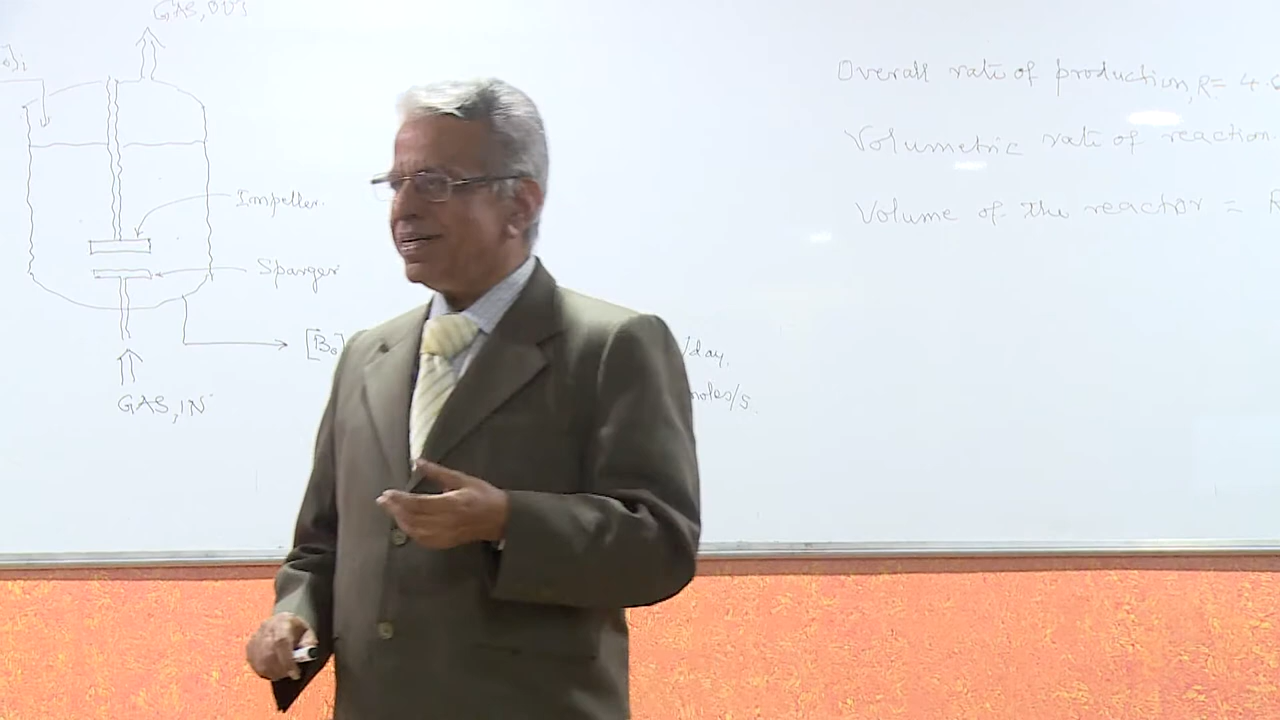 GAS, OUT
]i
Impeller.
Sparger
[B0]
/day.
moles/s.
GAS, IN
Overall rate of production, R = 4.
Volumetric rate of reaction
Volume of the reactor = R